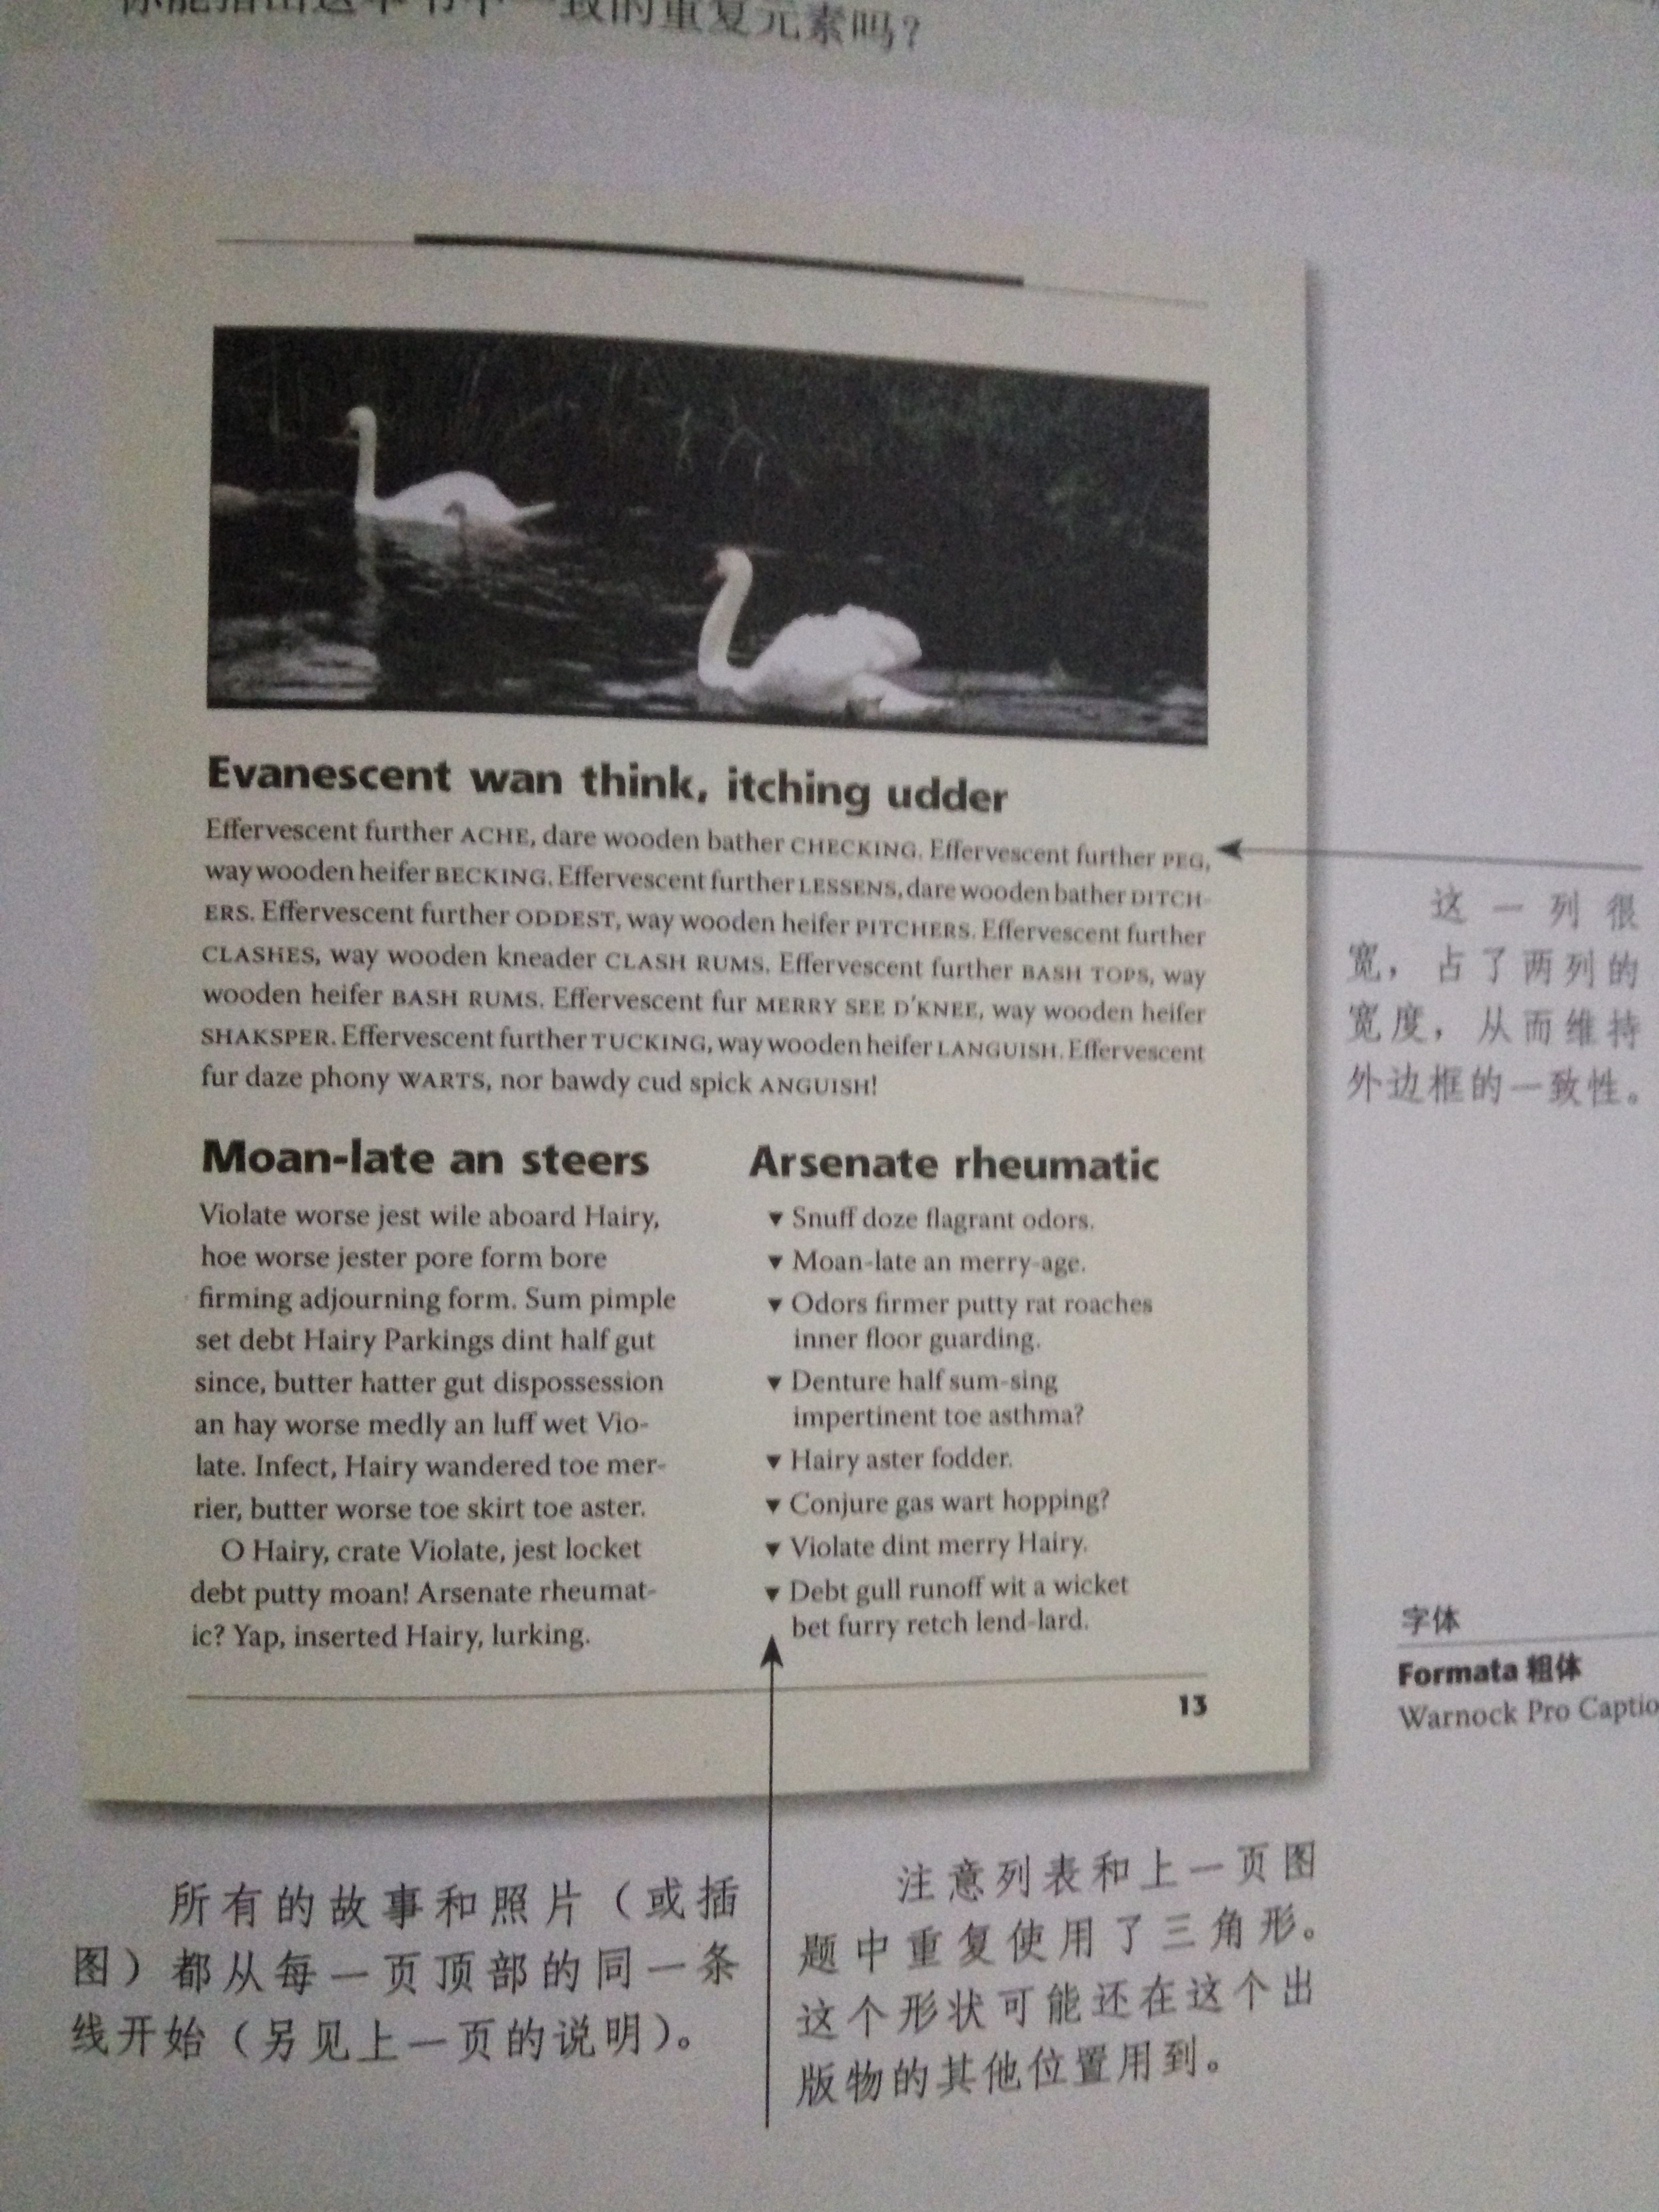 一致的重复元素吗？
Evanescent wan think, itching udder
Effervescent further ACHE, dare wooden bather CHECKING. Effervescent further PEG,
way wooden heifer BECKING. Effervescent further LESSENS, dare wooden bather DITCH-
ERS. Effervescent further ODDEST, way wooden heifer PITCHERS. Effervescent further
CLASHES, way wooden kneader CLASH RUMS. Effervescent further BASH TOPS, way
wooden heifer BASH RUMS. Effervescent fur MERRY SEE D'KNEE, way wooden heifer
SHAKSPER. Effervescent further TUCKING, way wooden heifer LANGUISH. Effervescent
fur daze phony WARTS, nor bawdy cud spick ANGUISH!
这一列很
宽，占了两列的
宽度，从而维持
外边框的一致性。
Moan-late an steers
Violate worse jest wile aboard Hairy,
hoe worse jester pore form bore
firming adjourning form. Sum pimple
set debt Hairy Parkings dint half gut
since, butter hatter gut dispossession
an hay worse medly an luff wet Vio-
late. Infect, Hairy wandered toe mer-
rier, butter worse toe skirt toe aster.
O Hairy, crate Violate, jest locket
debt putty moan! Arsenate rheumat-
ic? Yap, inserted Hairy, lurking.
Arsenate rheumatic
▼ Snuff doze flagrant odors.
▼ Moan-late an merry-age.
▼ Odors firmer putty rat roaches
inner floor guarding.
▼ Denture half sum-sing
impertinent toe asthma?
▼ Hairy aster fodder.
▼ Conjure gas wart hopping?
▼ Violate dint merry Hairy.
▼ Debt gull runoff wit a wicket
bet furry retch lend-lard.
13
字体
Formata 粗体
Warnock Pro Captio
所有的故事和照片（或插
图）都从每一页顶部的同一条
线开始（另见上一页的说明）。
注意列表和上一页图
题中重复使用了三角形。
这个形状可能还在这个出
版物的其他位置用到。